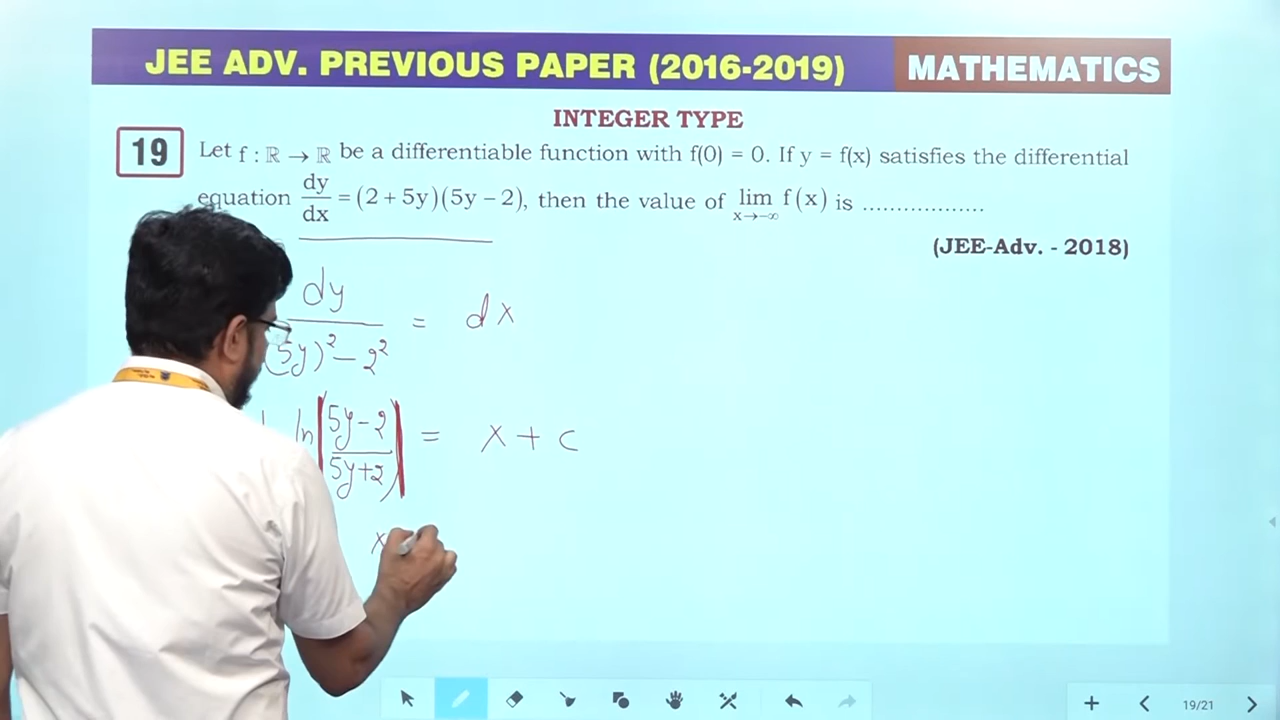 JEE ADV. PREVIOUS PAPER (2016-2019) MATHEMATICS
INTEGER TYPE
19 Let f : ℝ → ℝ be a differentiable function with f(0) = 0. If y = f(x) satisfies the differential
equation dy/dx = (2 + 5y)(5y − 2), then the value of lim x→−∞ f(x) is ..................
(JEE-Adv. - 2018)
dy/((5y)² − 2²) = dx
ln|(5y−2)/(5y+2)| = x + c
x
19/21